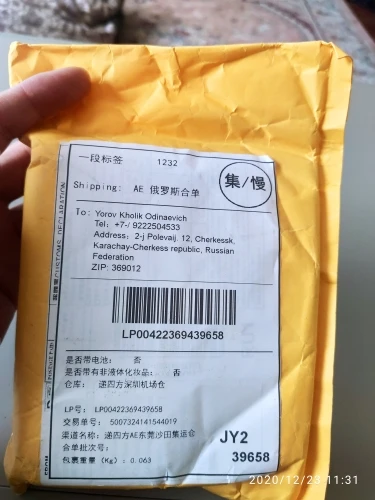 一段标签 1232
集/慢
Shipping: AE 俄罗斯合单
To: Yorov Kholik Odinaevich
Tel: +7-/ 9222504533
Address: 2-j Polevaij. 12, Cherkessk,
Karachay-Cherkess republic, Russian
Federation
ZIP: 369012
LP00422369439658
是否带电池: 否
是否带有非液体化妆品: 否
仓库: 递四方深圳机场仓
LP号: LP00422369439658
交易单号: 5007324141544019
渠道名称: 递四方AE东莞沙田集运仓
合单批次号:
包裹重量 (Kg): 0.063
JY2
39658
CUSTOMS DECLARATION
FROM
2020/12/23 11:31